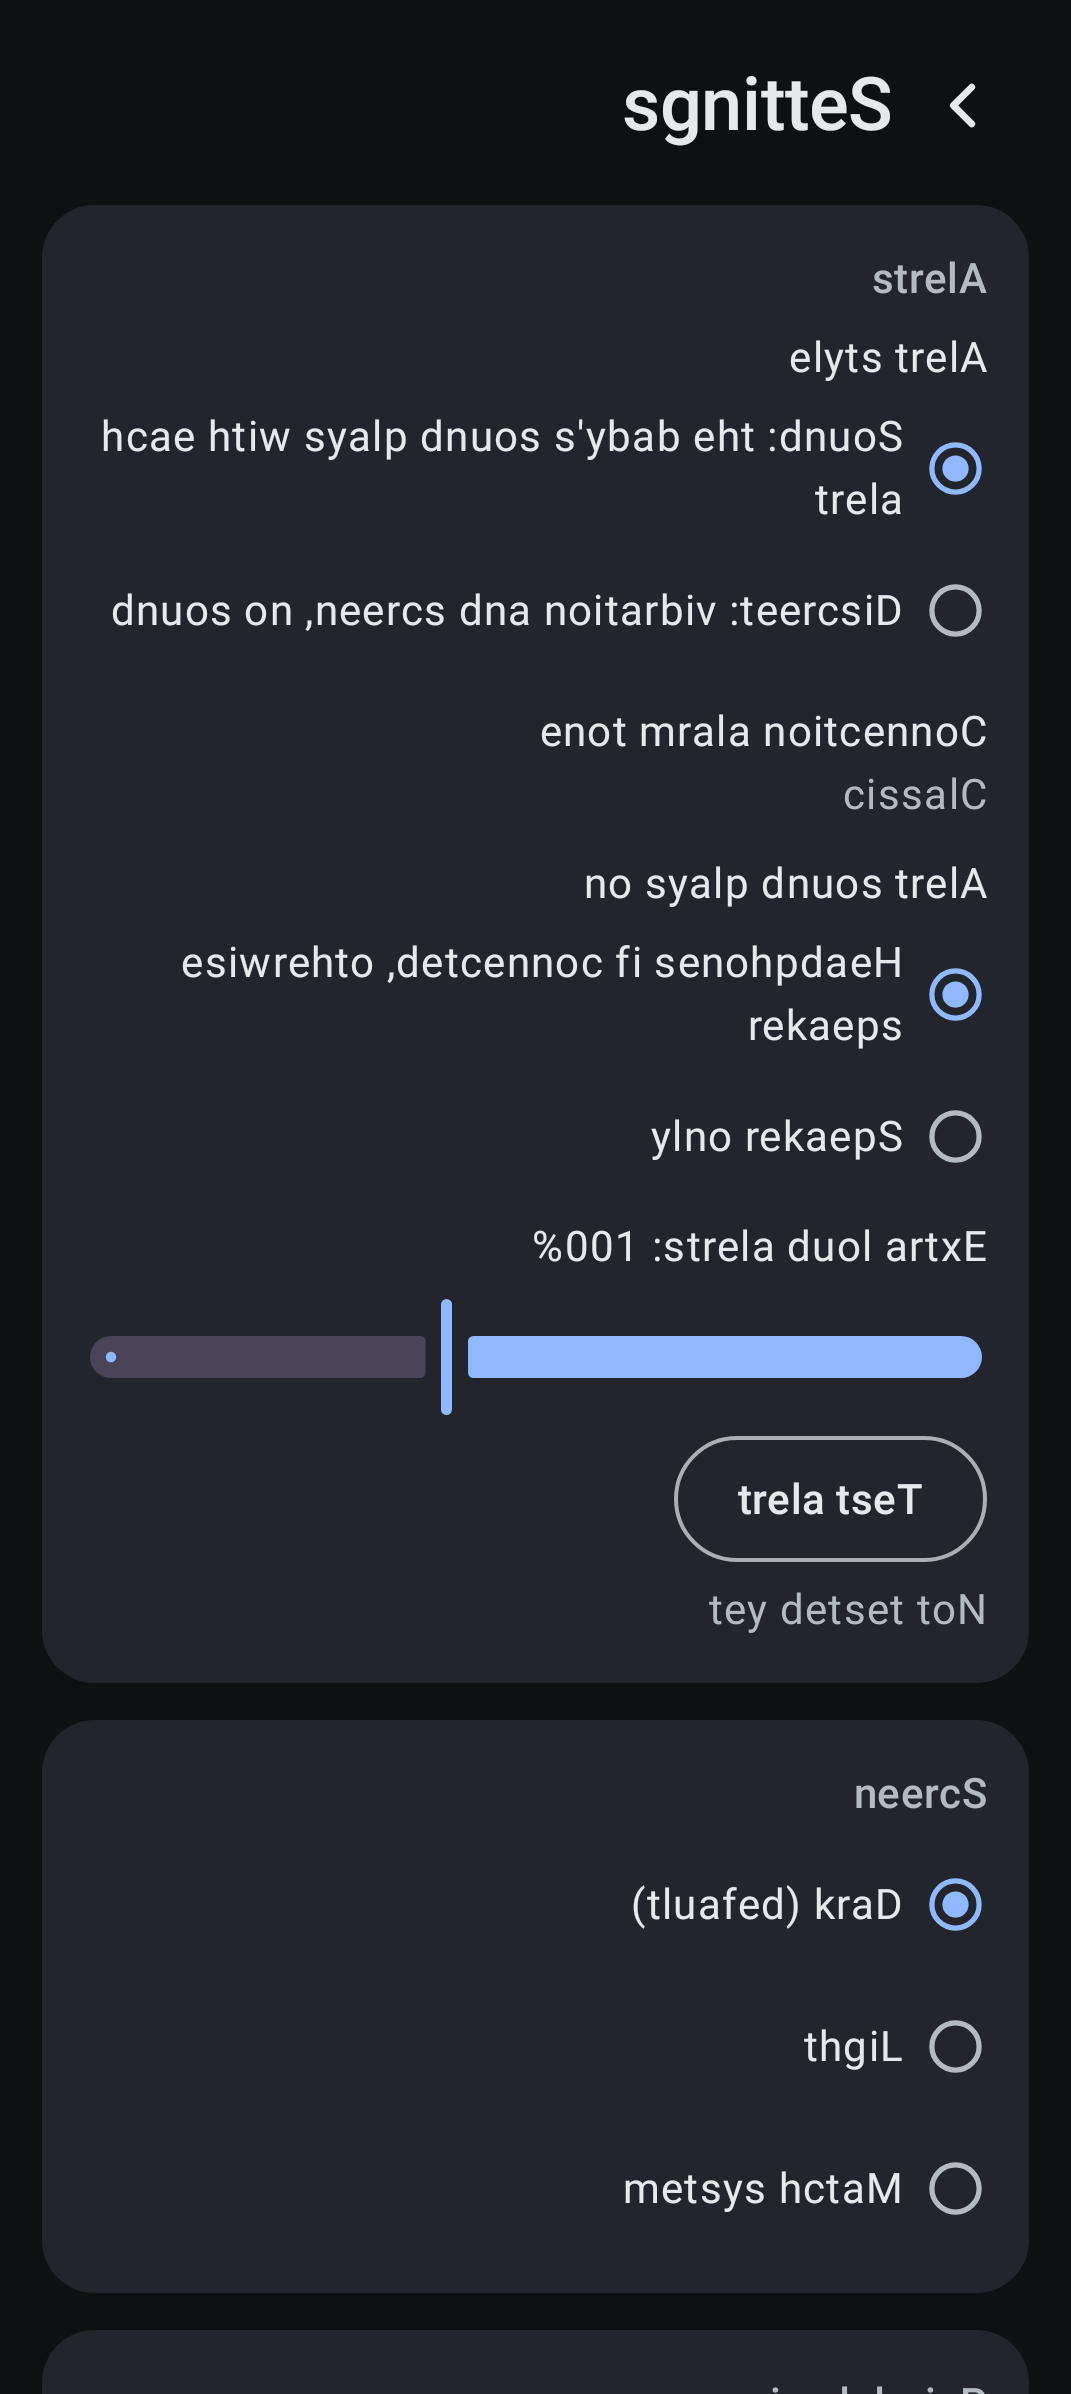 sgnitteS
strelA
elyts trelA
hcae htiw syalp dnuos s'ybab eht :dnuoS
trela
dnuos on ,neercs dna noitarbiv :teercsiD
enot mrala noitcennoC
cissalC
no syalp dnuos trelA
esiwrehto ,detcennoc fi senohpdaeH
rekaeps
ylno rekaepS
%001 :strela duol artxE
trela tseT
tey detset toN
neercS
(tluafed) kraD
thgiL
metsys hctaM